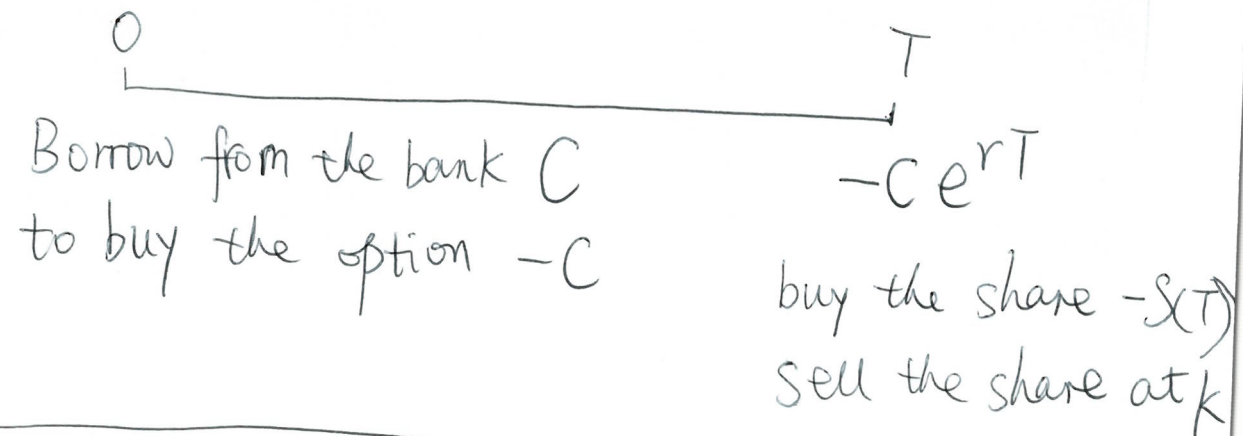 0 T
Borrow from the bank C
to buy the option -C
-Ce^rT
buy the share -S(T)
sell the share at k